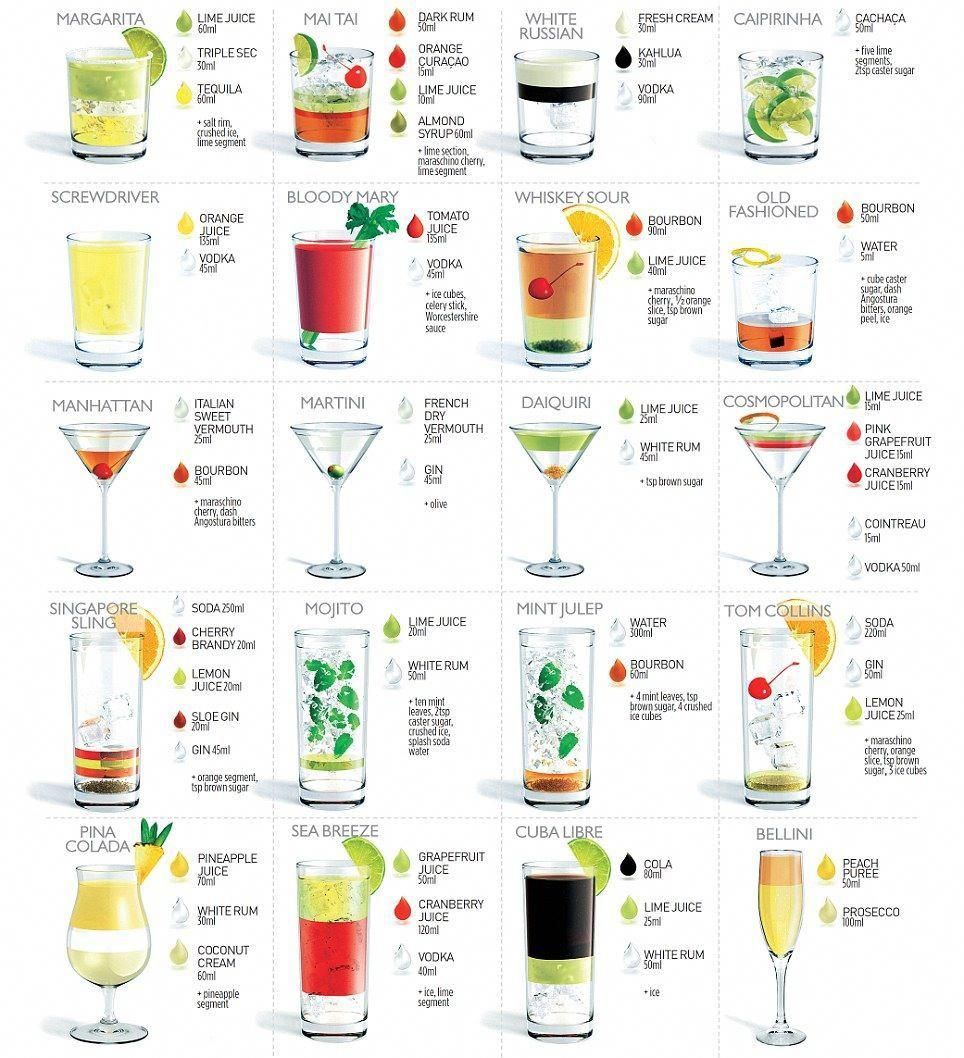 MARGARITA
LIME JUICE
60ml
TRIPLE SEC
30ml
TEQUILA
60ml
+ salt rim,
crushed ice,
lime segment
MAI TAI
DARK RUM
50ml
ORANGE
CURAÇAO
15ml
LIME JUICE
10ml
ALMOND
SYRUP 60ml
+ lime section,
maraschino cherry,
lime segment
WHITE
RUSSIAN
FRESH CREAM
30ml
KAHLUA
30ml
VODKA
90ml
CAIPIRINHA
CACHAÇA
50ml
+ five lime
segments,
2tsp caster sugar
SCREWDRIVER
ORANGE
JUICE
135ml
VODKA
45ml
BLOODY MARY
TOMATO
JUICE
135ml
VODKA
45ml
+ ice cubes,
celery stick,
Worcestershire
sauce
WHISKEY SOUR
BOURBON
90ml
LIME JUICE
40ml
+ maraschino
cherry, ½ orange
slice, tsp brown
sugar
OLD
FASHIONED
BOURBON
50ml
WATER
5ml
+ cube caster
sugar, dash
Angostura
bitters, orange
peel, ice
MANHATTAN
ITALIAN
SWEET
VERMOUTH
25ml
BOURBON
45ml
+ maraschino
cherry, dash
Angostura bitters
MARTINI
FRENCH
DRY
VERMOUTH
25ml
GIN
45ml
+ olive
DAIQUIRI
LIME JUICE
25ml
WHITE RUM
45ml
+ tsp brown sugar
COSMOPOLITAN
LIME JUICE
15ml
PINK
GRAPEFRUIT
JUICE 15ml
CRANBERRY
JUICE 15ml
COINTREAU
15ml
VODKA 50ml
SINGAPORE
SLING
SODA 250ml
CHERRY
BRANDY 20ml
LEMON
JUICE 20ml
SLOE GIN
20ml
GIN 45ml
+ orange segment,
tsp brown sugar
MOJITO
LIME JUICE
20ml
WHITE RUM
50ml
+ ten mint
leaves, 2tsp
caster sugar,
crushed ice,
splash soda
water
MINT JULEP
WATER
300ml
BOURBON
60ml
+ 4 mint leaves, tsp
brown sugar, 4 crushed
ice cubes
TOM COLLINS
SODA
220ml
GIN
50ml
LEMON
JUICE 25ml
+ maraschino
cherry, orange
slice, tsp brown
sugar, 3 ice cubes
PINA
COLADA
PINEAPPLE
JUICE
70ml
WHITE RUM
30ml
COCONUT
CREAM
60ml
+ pineapple
segment
SEA BREEZE
GRAPEFRUIT
JUICE
50ml
CRANBERRY
JUICE
120ml
VODKA
40ml
+ ice, lime
segment
CUBA LIBRE
COLA
80ml
LIME JUICE
25ml
WHITE RUM
50ml
+ ice
BELLINI
PEACH
PUREE
50ml
PROSECCO
100ml